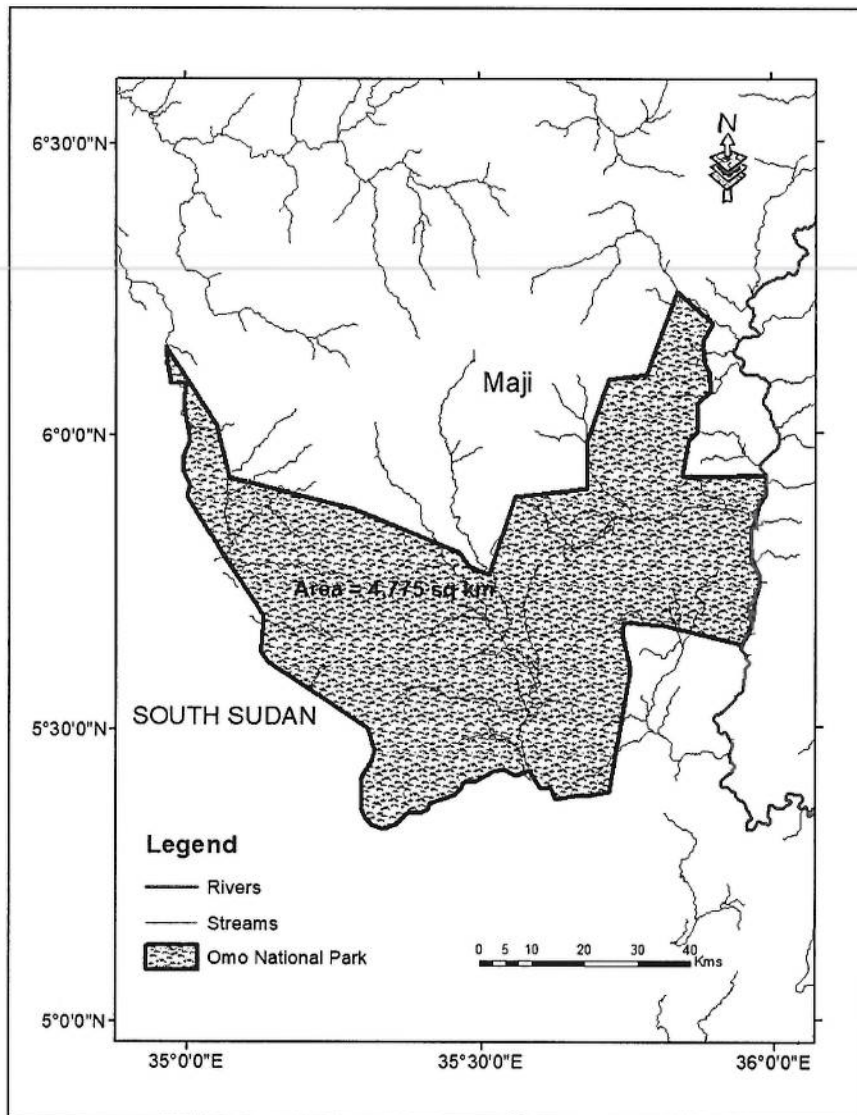 N
6°30'0"N
Maji
6°0'0"N
Area = 4,775 sq km
SOUTH SUDAN
5°30'0"N
Legend
Rivers
Streams
Omo National Park
0 5 10 20 30 40
Kms
5°0'0"N
35°0'0"E 35°30'0"E 36°0'0"E